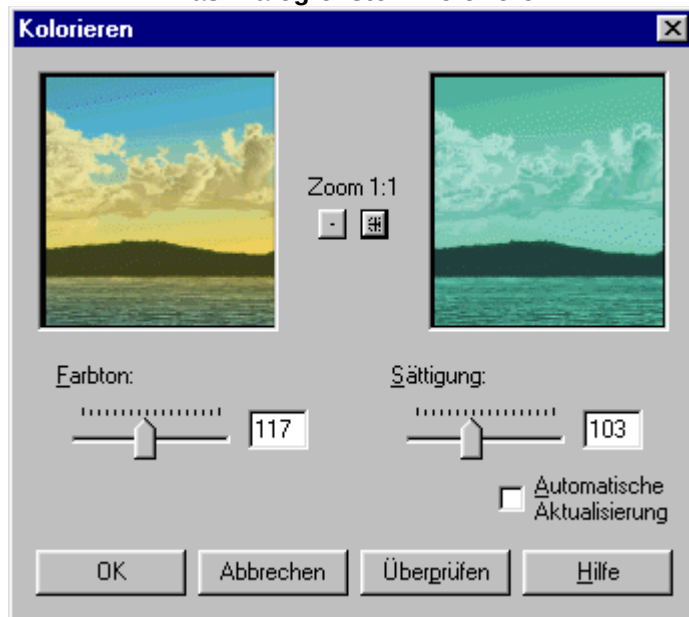 Kolorieren
Zoom 1:1
Farbton:
117
Sättigung:
103
Automatische
Aktualisierung
OK
Abbrechen
Überprüfen
Hilfe